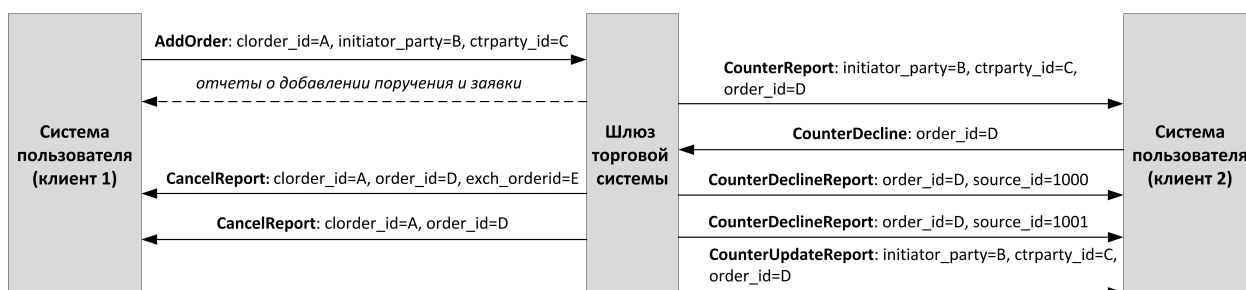 AddOrder: clorder_id=A, initiator_party=B, ctrparty_id=C
отчеты о добавлении поручения и заявки
CounterReport: initiator_party=B, ctrparty_id=C,
order_id=D
Система
пользователя
(клиент 1)
Шлюз
торговой
системы
CounterDecline: order_id=D
Система
пользователя
(клиент 2)
CancelReport: clorder_id=A, order_id=D, exch_orderid=E
CounterDeclineReport: order_id=D, source_id=1000
CancelReport: clorder_id=A, order_id=D
CounterDeclineReport: order_id=D, source_id=1001
CounterUpdateReport: initiator_party=B, ctrparty_id=C,
order_id=D